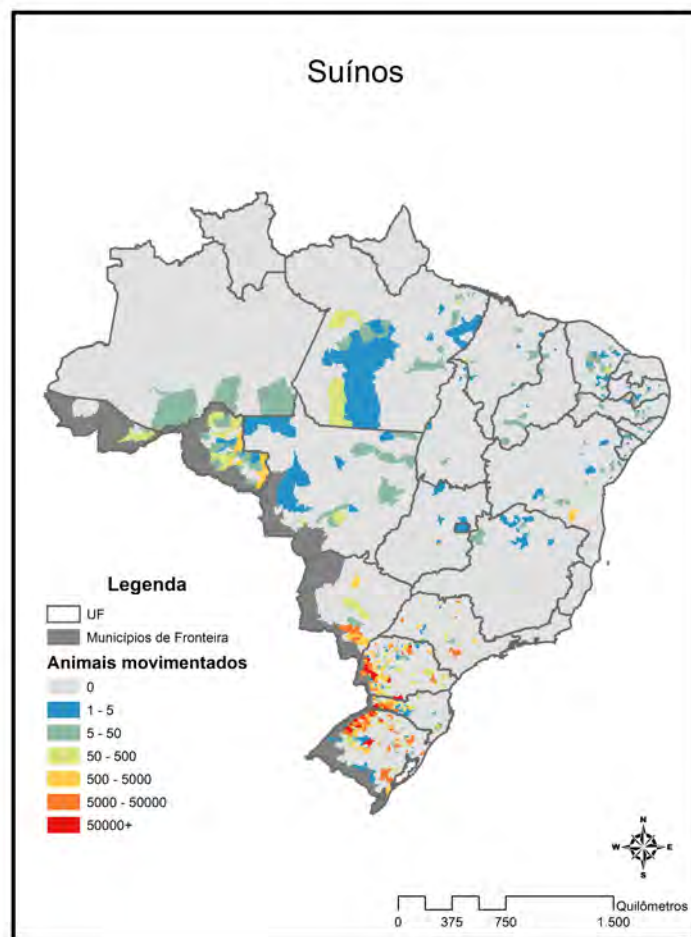 Suínos
Legenda
UF
Municípios de Fronteira
Animais movimentados
0
1 - 5
5 - 50
50 - 500
500 - 5000
5000 - 50000
50000+
N
W E
S
Quilômetros
0 375 750 1.500